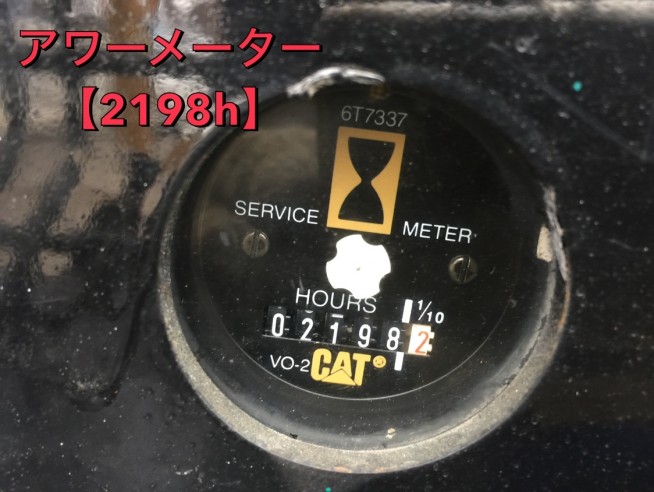 アワーメーター
【2198h】
6T7337
SERVICE METER
HOURS 1/10
021982
VO-2 CAT®